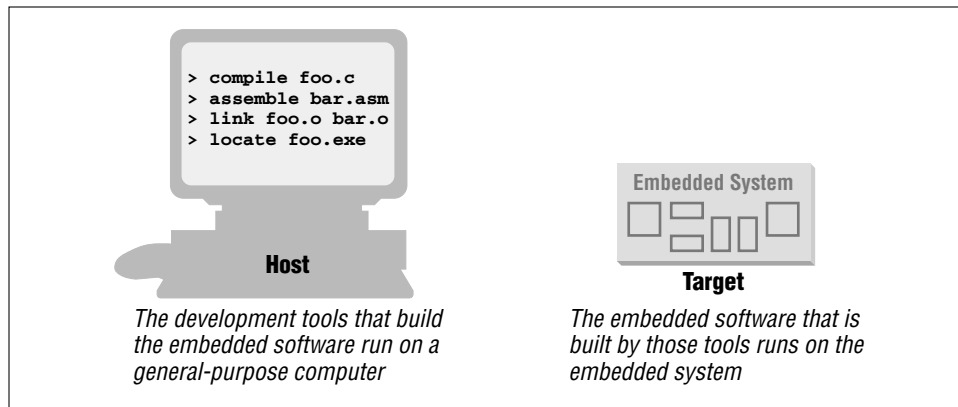 > compile foo.c
> assemble bar.asm
> link foo.o bar.o
> locate foo.exe
Host
The development tools that build
the embedded software run on a
general-purpose computer
Embedded System
Target
The embedded software that is
built by those tools runs on the
embedded system